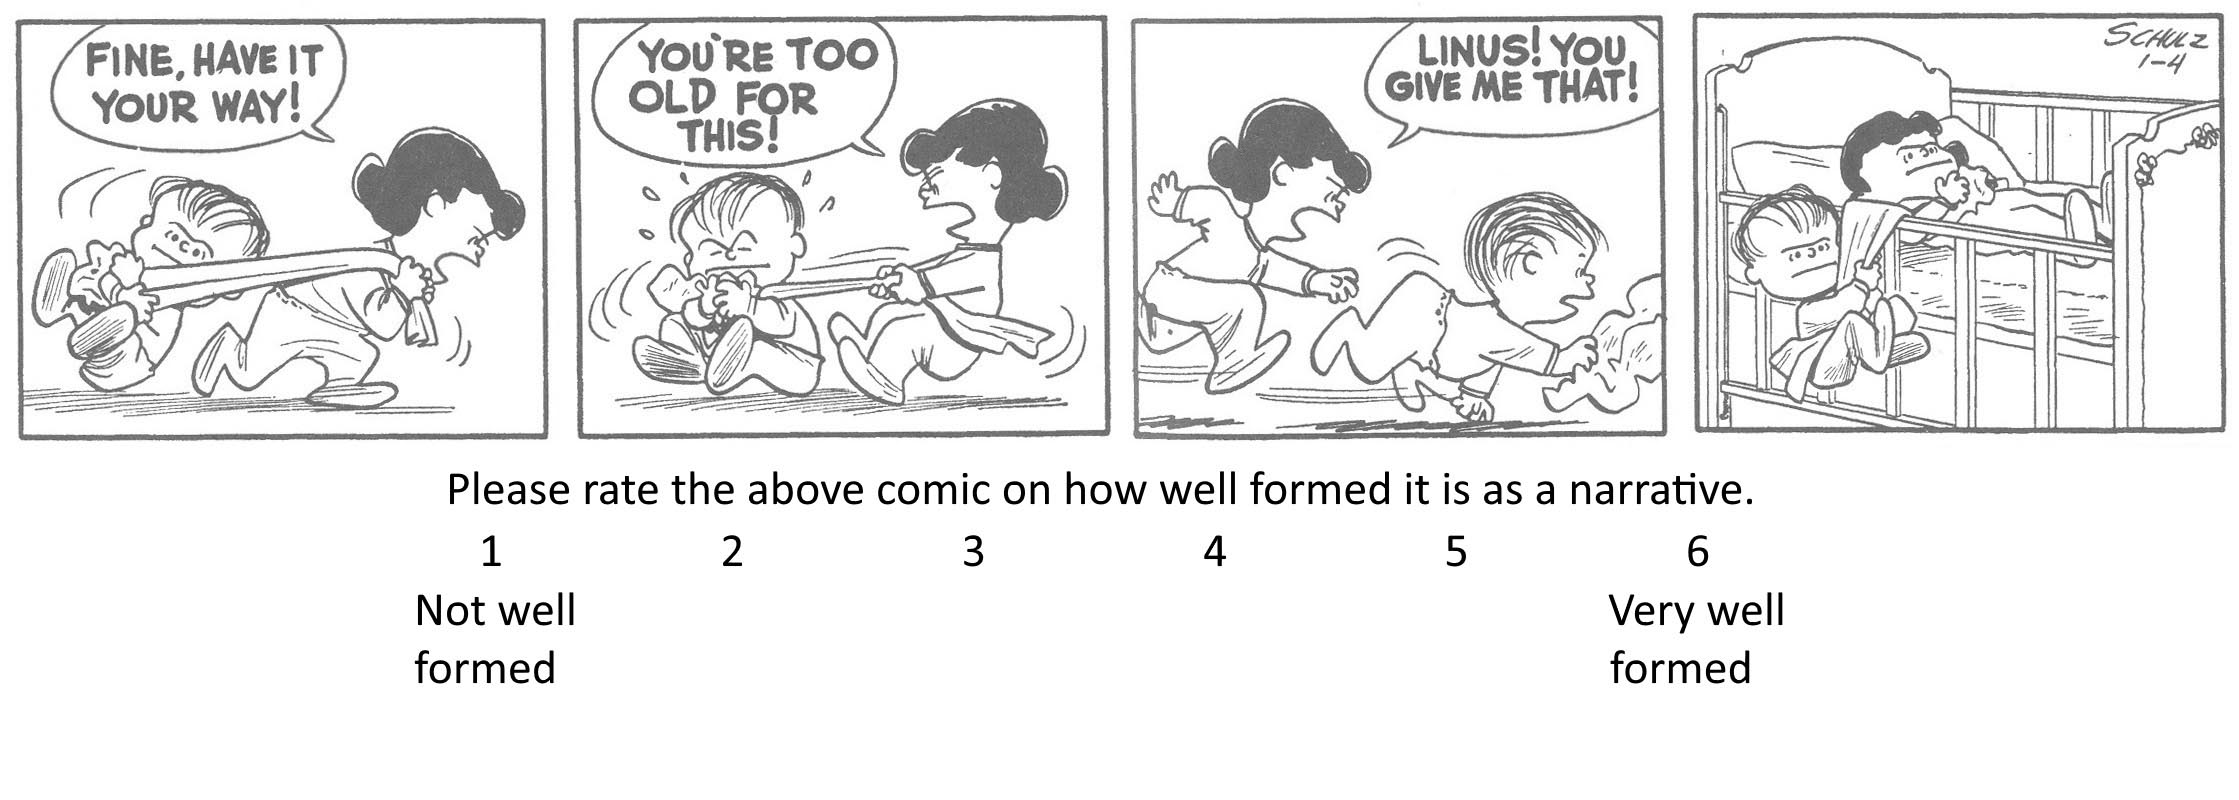 FINE, HAVE IT
YOUR WAY!
YOU'RE TOO
OLD FOR
THIS!
LINUS! YOU
GIVE ME THAT!
SCHULZ
1-4
Please rate the above comic on how well formed it is as a narrative.
1 2 3 4 5 6
Not well
formed
Very well
formed